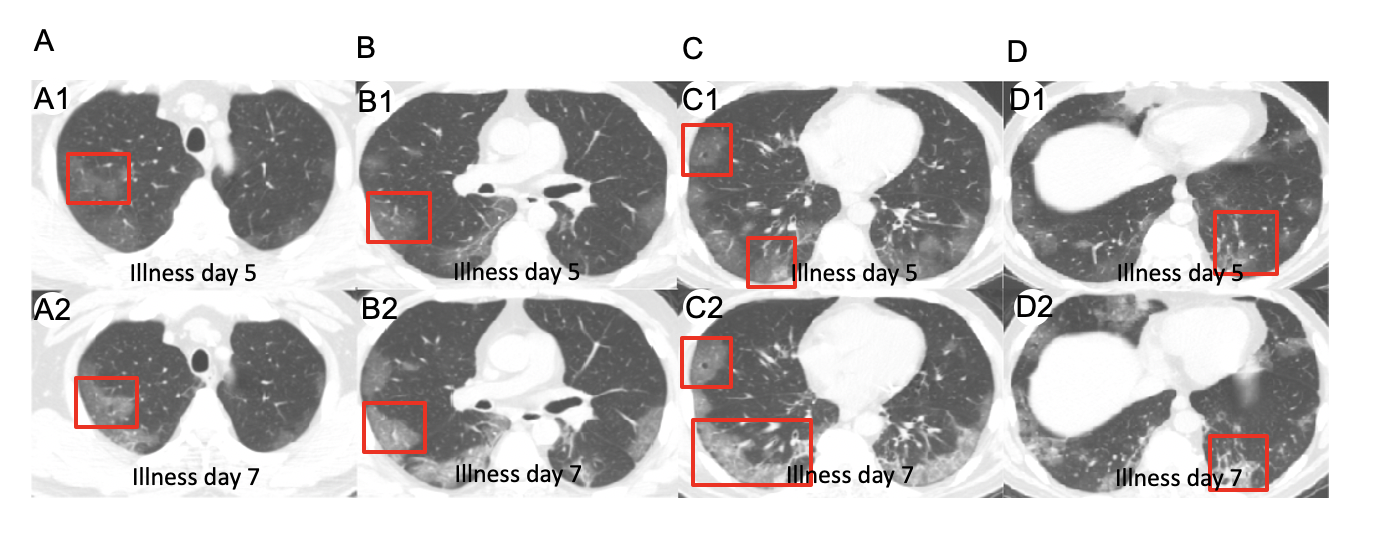 A
B
C
D
A1
B1
C1
D1
Illness day 5
Illness day 5
Illness day 5
Illness day 5
A2
B2
C2
D2
Illness day 7
Illness day 7
Illness day 7
Illness day 7